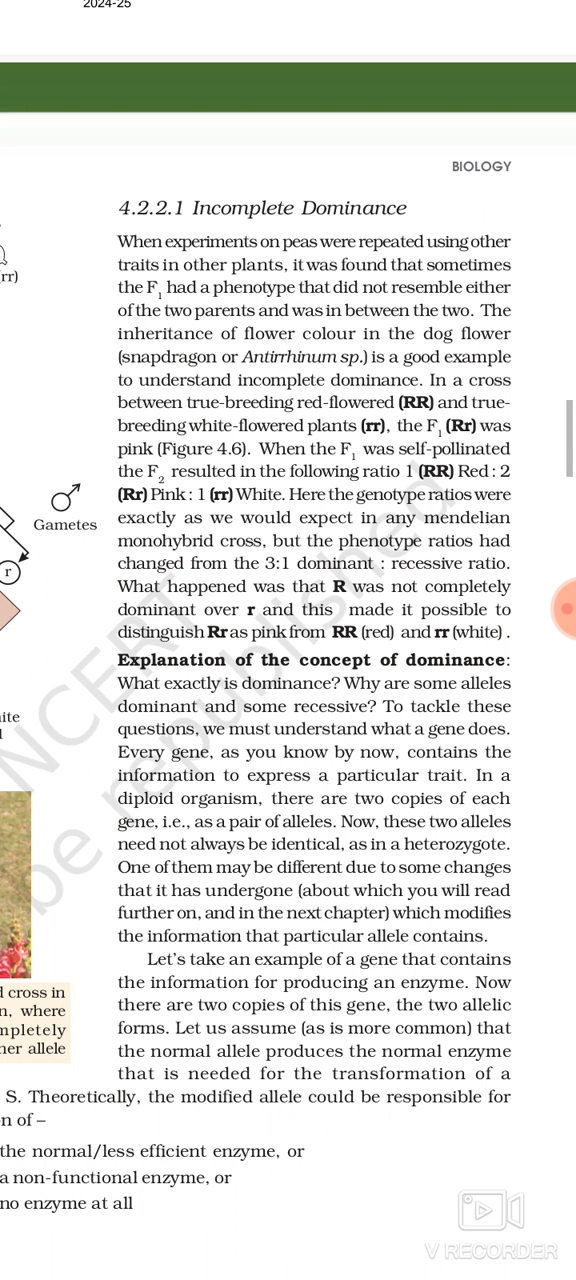 2024-25
BIOLOGY
4.2.2.1 Incomplete Dominance
When experiments on peas were repeated using other
traits in other plants, it was found that sometimes
the F1 had a phenotype that did not resemble either
of the two parents and was in between the two. The
inheritance of flower colour in the dog flower
(snapdragon or Antirrhinum sp.) is a good example
to understand incomplete dominance. In a cross
between true-breeding red-flowered (RR) and true-
breeding white-flowered plants (rr), the F1 (Rr) was
pink (Figure 4.6). When the F1 was self-pollinated
the F2 resulted in the following ratio 1 (RR) Red : 2
(Rr) Pink : 1 (rr) White. Here the genotype ratios were
exactly as we would expect in any mendelian
monohybrid cross, but the phenotype ratios had
changed from the 3:1 dominant : recessive ratio.
What happened was that R was not completely
dominant over r and this made it possible to
distinguish Rr as pink from RR (red) and rr (white) .
Explanation of the concept of dominance:
What exactly is dominance? Why are some alleles
dominant and some recessive? To tackle these
questions, we must understand what a gene does.
Every gene, as you know by now, contains the
information to express a particular trait. In a
diploid organism, there are two copies of each
gene, i.e., as a pair of alleles. Now, these two alleles
need not always be identical, as in a heterozygote.
One of them may be different due to some changes
that it has undergone (about which you will read
further on, and in the next chapter) which modifies
the information that particular allele contains.
Let's take an example of a gene that contains
the information for producing an enzyme. Now
there are two copies of this gene, the two allelic
forms. Let us assume (as is more common) that
the normal allele produces the normal enzyme
that is needed for the transformation of a
S. Theoretically, the modified allele could be responsible for
n of –
the normal/less efficient enzyme, or
a non-functional enzyme, or
no enzyme at all
rr)
Gametes
r
ite
d cross in
n, where
mpletely
her allele
NCERT
be republished
V RECORDER